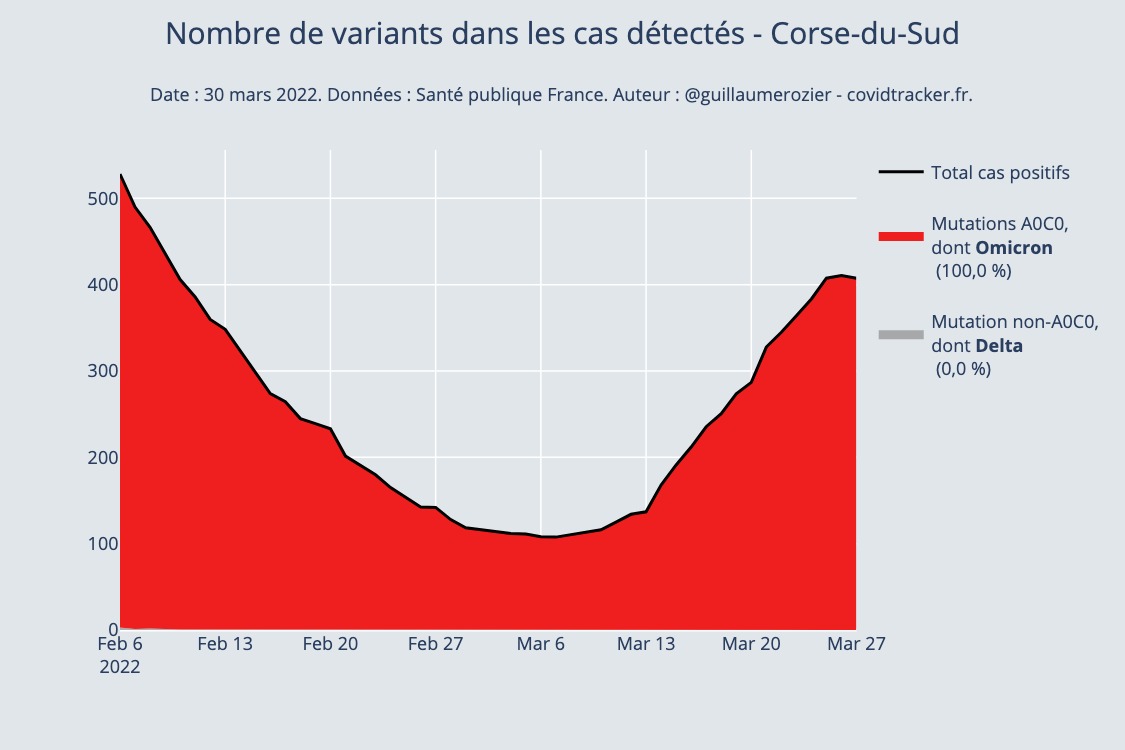 Nombre de variants dans les cas détectés - Corse-du-Sud
Date : 30 mars 2022. Données : Santé publique France. Auteur : @guillaumerozier - covidtracker.fr.
Total cas positifs
Mutations A0C0,
dont Omicron
(100,0 %)
Mutation non-A0C0,
dont Delta
(0,0 %)
500
400
300
200
100
0
Feb 6 Feb 13 Feb 20 Feb 27 Mar 6 Mar 13 Mar 20 Mar 27
2022